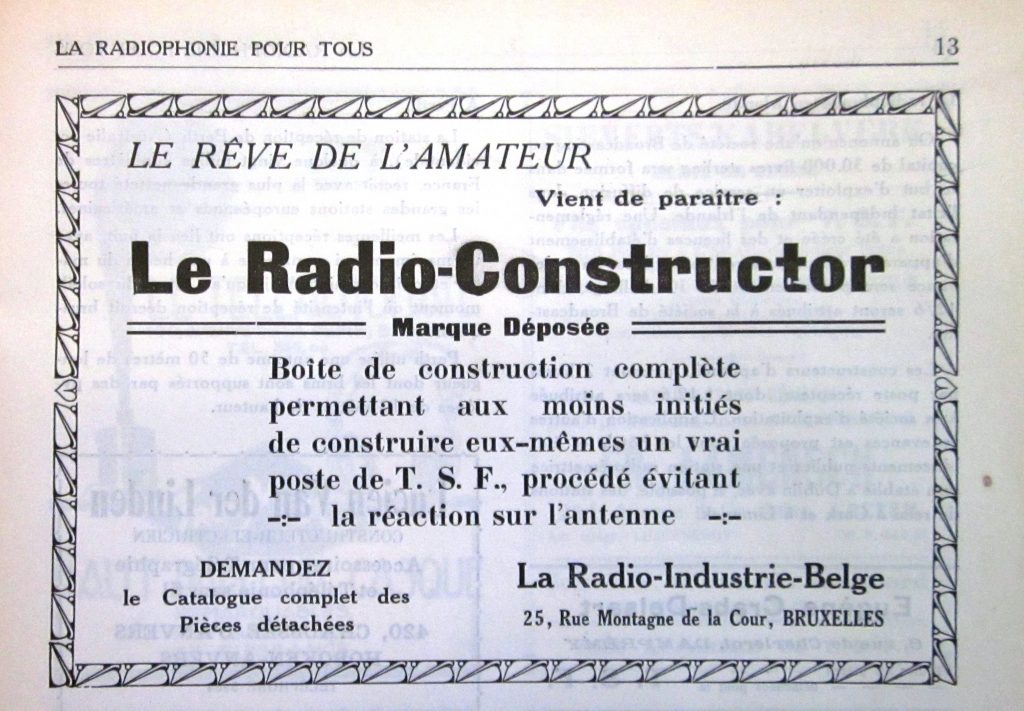 LA RADIOPHONIE POUR TOUS
13
LE RÊVE DE L'AMATEUR
Vient de paraître :
Le Radio-Constructor
Marque Déposée
Boîte de construction complète
permettant aux moins initiés
de construire eux-mêmes un vrai
poste de T. S. F., procédé évitant
-:- la réaction sur l'antenne -:-
DEMANDEZ
le Catalogue complet des
Pièces détachées
La Radio-Industrie-Belge
25, Rue Montagne de la Cour, BRUXELLES